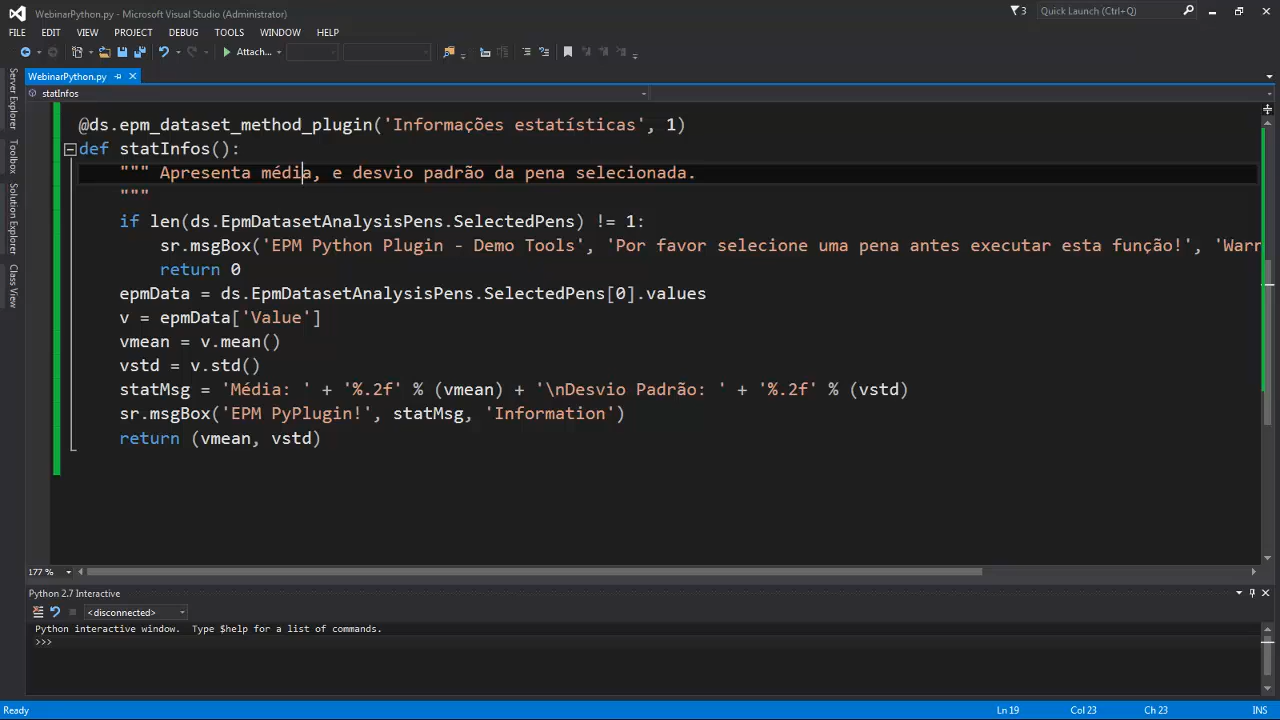 WebinarPython.py - Microsoft Visual Studio (Administrator)
3
Quick Launch (Ctrl+Q)
FILE EDIT VIEW PROJECT DEBUG TOOLS WINDOW HELP
Attach...
WebinarPython.py
statInfos
Server Explorer
Toolbox
Solution Explorer
Class View
@ds.epm_dataset_method_plugin('Informações estatísticas', 1)
def statInfos():
""" Apresenta média, e desvio padrão da pena selecionada.
"""
if len(ds.EpmDatasetAnalysisPens.SelectedPens) != 1:
sr.msgBox('EPM Python Plugin - Demo Tools', 'Por favor selecione uma pena antes executar esta função!', 'Warr
return 0
epmData = ds.EpmDatasetAnalysisPens.SelectedPens[0].values
v = epmData['Value']
vmean = v.mean()
vstd = v.std()
statMsg = 'Média: ' + '%.2f' % (vmean) + '\nDesvio Padrão: ' + '%.2f' % (vstd)
sr.msgBox('EPM PyPlugin!', statMsg, 'Information')
return (vmean, vstd)
177 %
Python 2.7 Interactive
<disconnected>
Python interactive window. Type $help for a list of commands.
>>>
Ready Ln 19 Col 23 Ch 23 INS